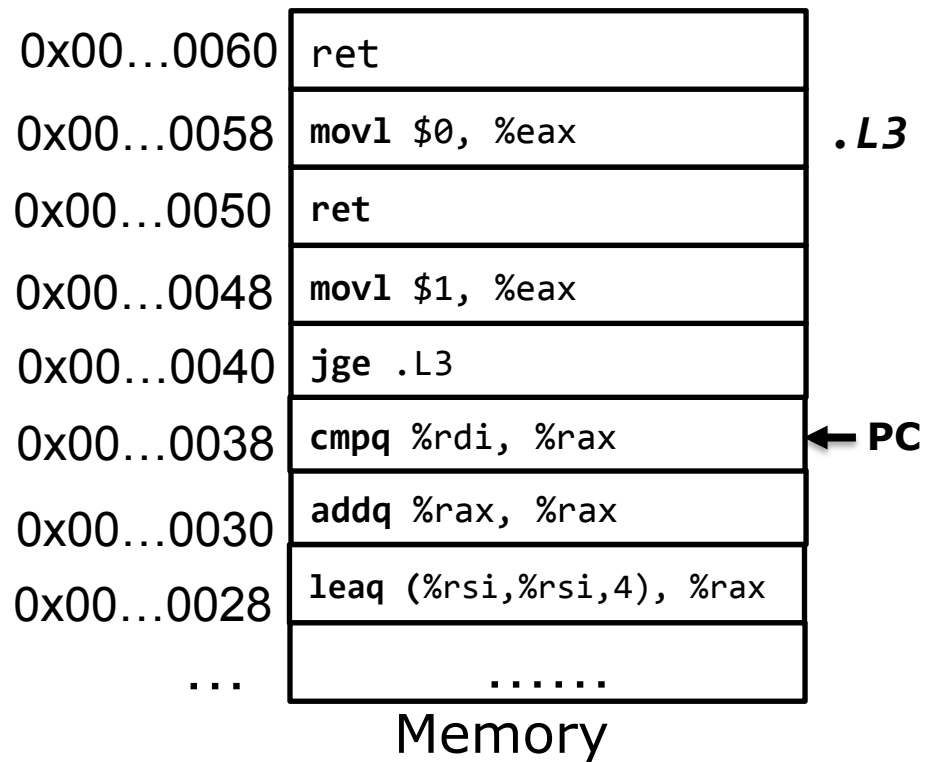 0x00…0060 ret
0x00…0058 movl $0, %eax .L3
0x00…0050 ret
0x00…0048 movl $1, %eax
0x00…0040 jge .L3
0x00…0038 cmpq %rdi, %rax PC
0x00…0030 addq %rax, %rax
0x00…0028 leaq (%rsi,%rsi,4), %rax
... ......
Memory